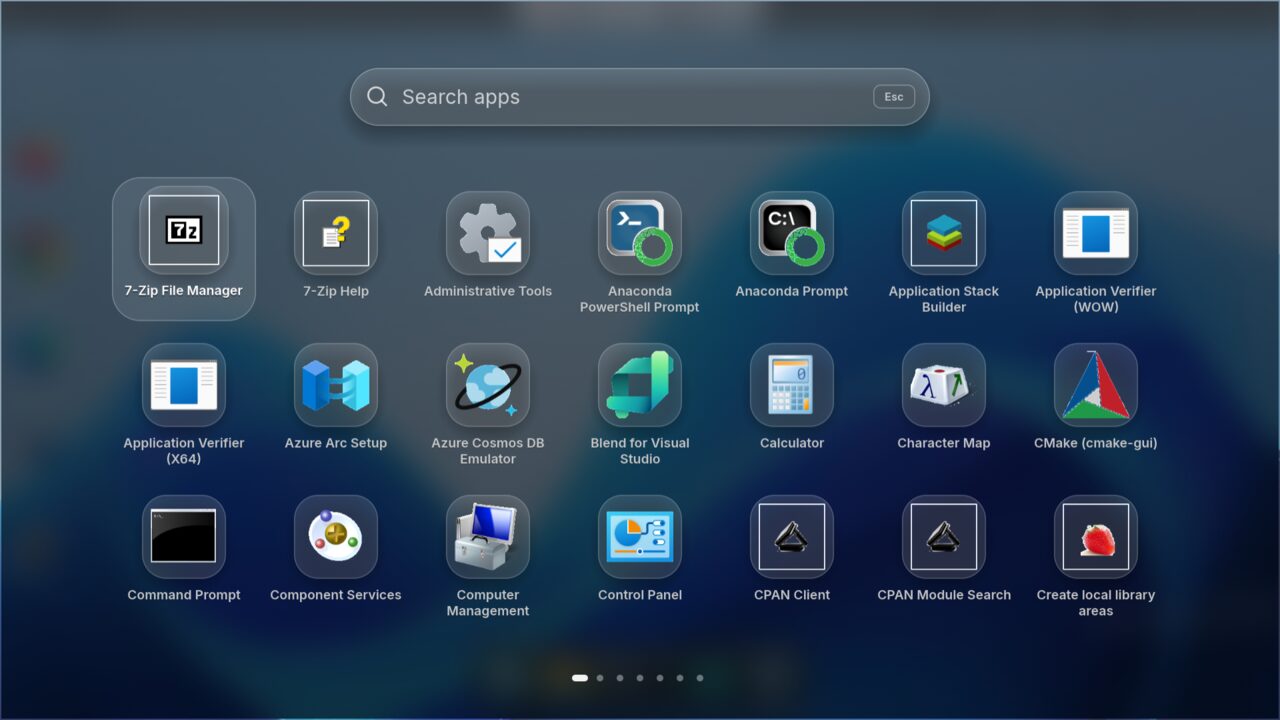 Search apps
Esc
7z
7-Zip File Manager
?
7-Zip Help
Administrative Tools
Anaconda
PowerShell Prompt
C:\
Anaconda Prompt
Application Stack
Builder
Application Verifier
(WOW)
Application Verifier
(X64)
Azure Arc Setup
Azure Cosmos DB
Emulator
Blend for Visual
Studio
0
Calculator
λ
Character Map
CMake (cmake-gui)
Command Prompt
Component Services
Computer
Management
Control Panel
CPAN Client
CPAN Module Search
Create local library
areas